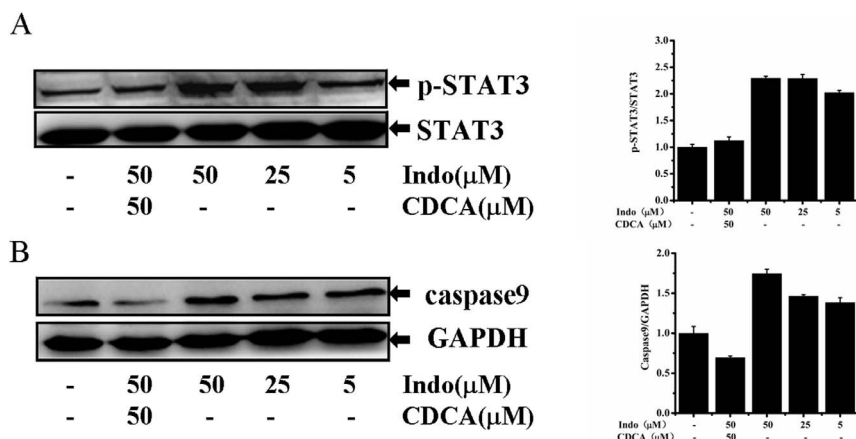 A
p-STAT3
STAT3
- 50 50 25 5 Indo(μM)
50 - - - CDCA(μM)
3.0
2.5
2.0
1.5
1.0
0.5
0.0
p-STAT3/STAT3
Indo (μM) - 50 50 25 5
CDCA (μM) - 50 - - -
B
caspase9
GAPDH
- 50 50 25 5 Indo(μM)
50 - - - CDCA(μM)
2.0
1.5
1.0
0.5
0.0
Caspase9/GAPDH
Indo (μM) - 50 50 25 5
CDCA (μM) - 50 - - -